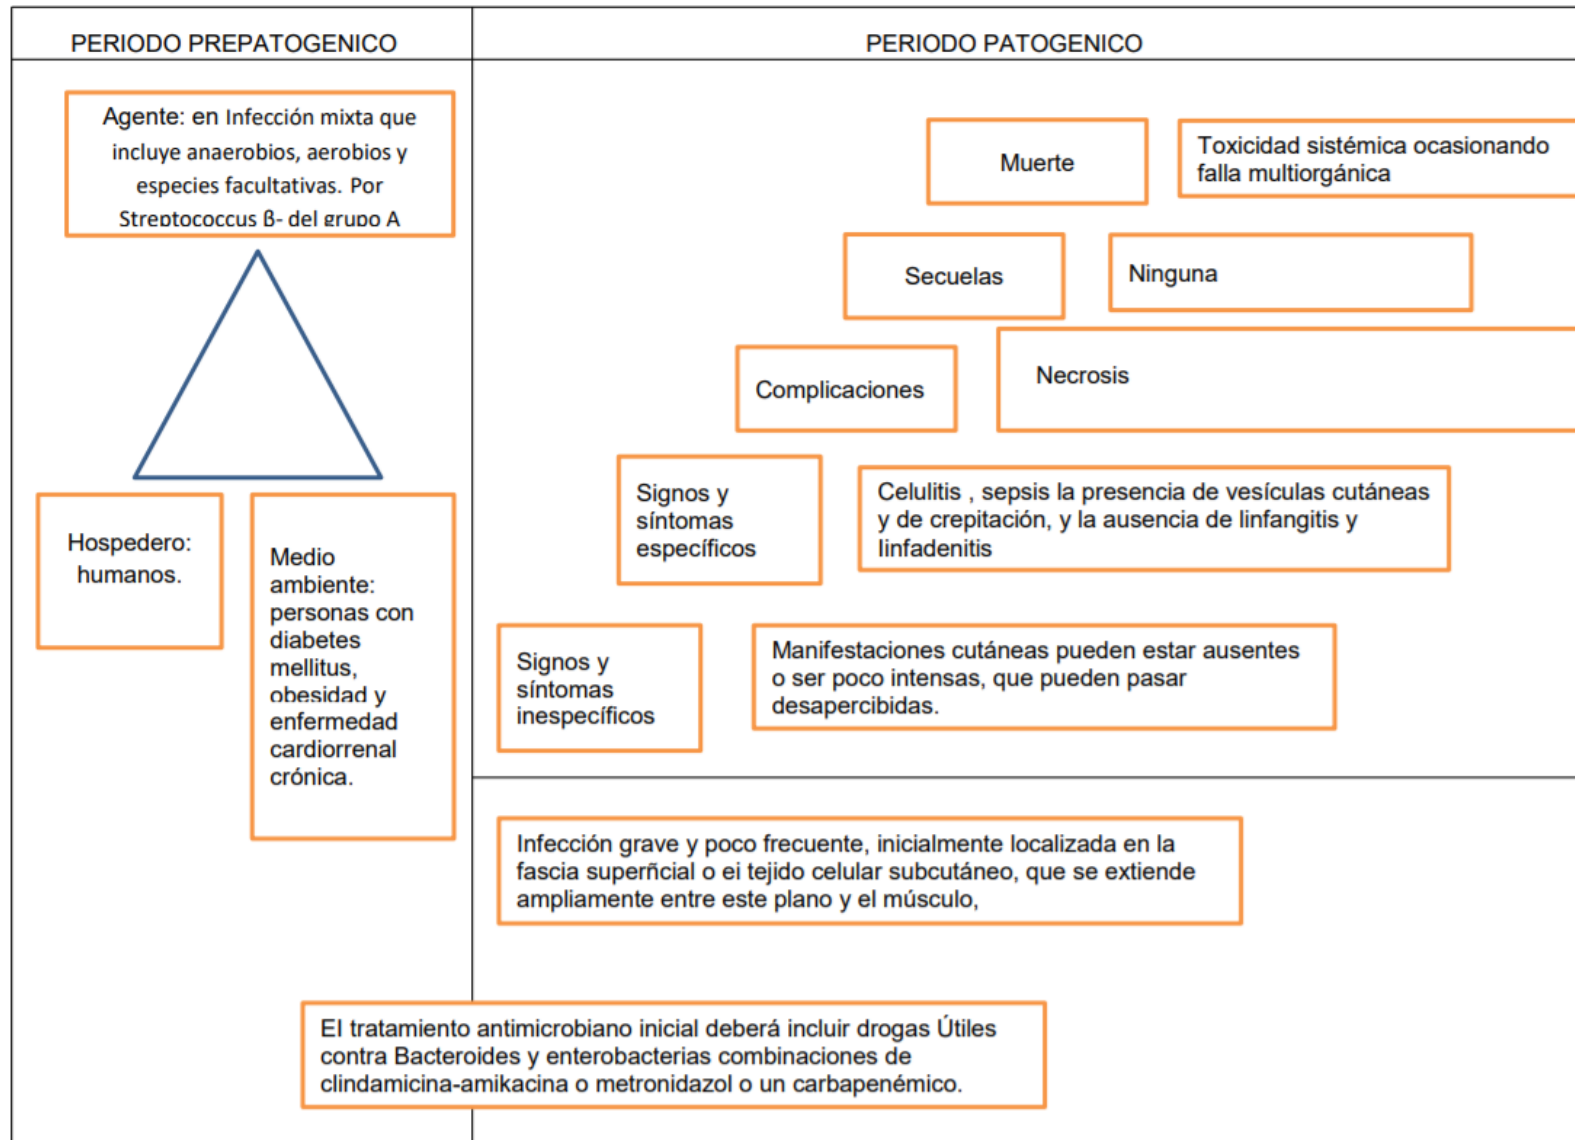 PERIODO PREPATOGENICO
PERIODO PATOGENICO
Agente: en Infección mixta que
incluye anaerobios, aerobios y
especies facultativas. Por
Streptococcus β- del grupo A
Hospedero:
humanos.
Medio
ambiente:
personas con
diabetes
mellitus,
obesidad y
enfermedad
cardiorrenal
crónica.
Muerte
Toxicidad sistémica ocasionando
falla multiorgánica
Secuelas
Ninguna
Complicaciones
Necrosis
Signos y
síntomas
específicos
Celulitis , sepsis la presencia de vesículas cutáneas
y de crepitación, y la ausencia de linfangitis y
linfadenitis
Signos y
síntomas
inespecíficos
Manifestaciones cutáneas pueden estar ausentes
o ser poco intensas, que pueden pasar
desapercibidas.
Infección grave y poco frecuente, inicialmente localizada en la
fascia superñcial o ei tejido celular subcutáneo, que se extiende
ampliamente entre este plano y el músculo,
El tratamiento antimicrobiano inicial deberá incluir drogas Útiles
contra Bacteroides y enterobacterias combinaciones de
clindamicina-amikacina o metronidazol o un carbapenémico.